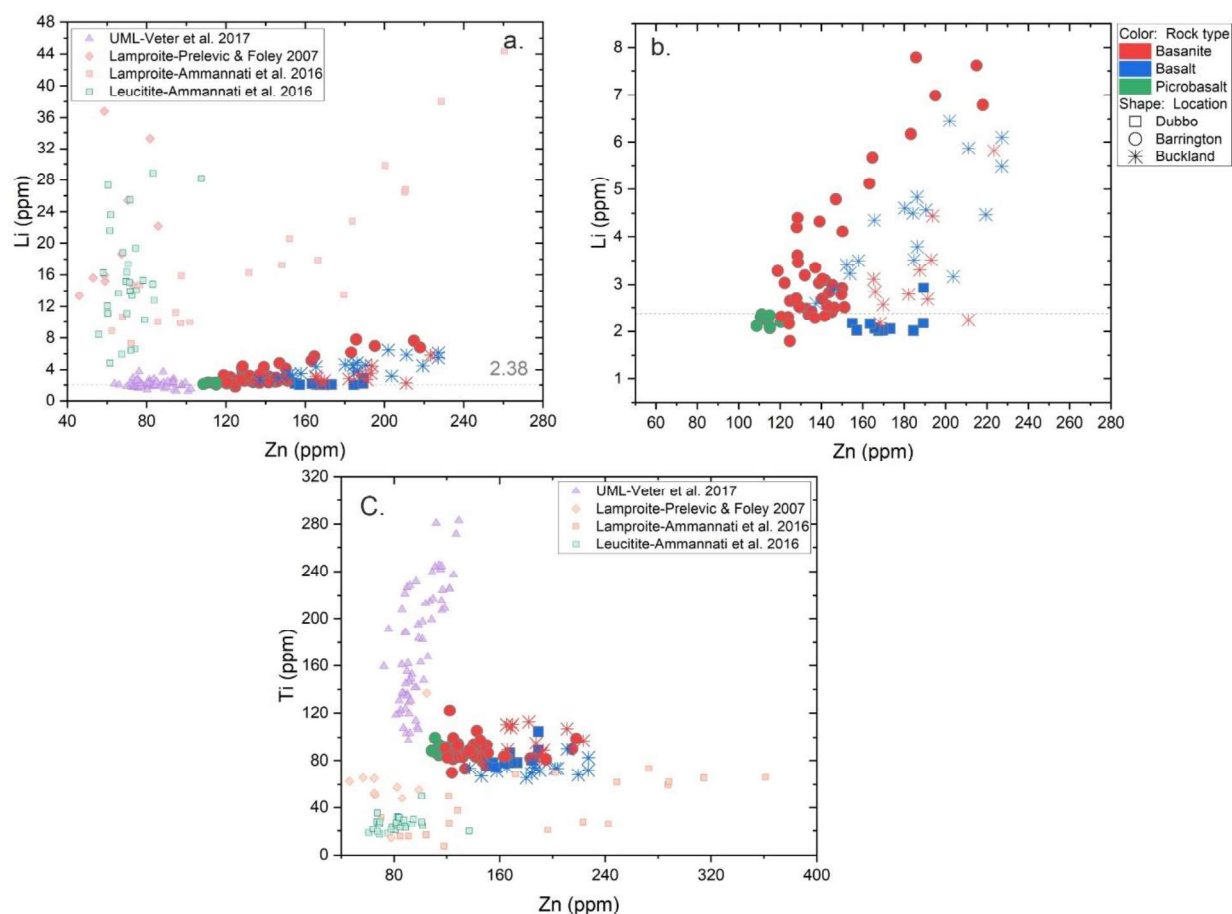 a.
UML-Veter et al. 2017
Lamproite-Prelevic & Foley 2007
Lamproite-Ammannati et al. 2016
Leucitite-Ammannati et al. 2016
48
44
40
36
32
28
24
20
16
12
8
4
0
Li (ppm)
2.38
40 80 120 160 200 240 280
Zn (ppm)
b.
8
7
6
5
4
3
2
1
Li (ppm)
60 80 100 120 140 160 180 200 220 240 260 280
Zn (ppm)
Color: Rock type
Basanite
Basalt
Picrobasalt
Shape: Location
Dubbo
Barrington
Buckland
C.
UML-Veter et al. 2017
Lamproite-Prelevic & Foley 2007
Lamproite-Ammannati et al. 2016
Leucitite-Ammannati et al. 2016
320
280
240
200
160
120
80
40
0
Ti (ppm)
80 160 240 320 400
Zn (ppm)